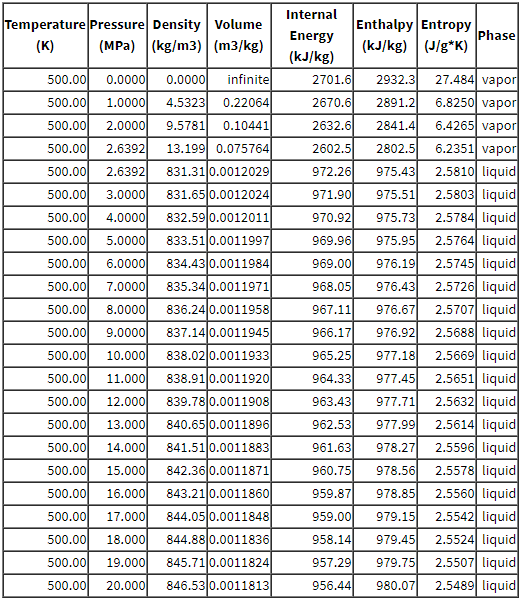 Temperature (K) Pressure (MPa) Density (kg/m3) Volume (m3/kg) Internal Energy (kJ/kg) Enthalpy (kJ/kg) Entropy (J/g*K) Phase
500.00 0.0000 0.0000 infinite 2701.6 2932.3 27.484 vapor
500.00 1.0000 4.5323 0.22064 2670.6 2891.2 6.8250 vapor
500.00 2.0000 9.5781 0.10441 2632.6 2841.4 6.4265 vapor
500.00 2.6392 13.199 0.075764 2602.5 2802.5 6.2351 vapor
500.00 2.6392 831.31 0.0012029 972.26 975.43 2.5810 liquid
500.00 3.0000 831.65 0.0012024 971.90 975.51 2.5803 liquid
500.00 4.0000 832.59 0.0012011 970.92 975.73 2.5784 liquid
500.00 5.0000 833.51 0.0011997 969.96 975.95 2.5764 liquid
500.00 6.0000 834.43 0.0011984 969.00 976.19 2.5745 liquid
500.00 7.0000 835.34 0.0011971 968.05 976.43 2.5726 liquid
500.00 8.0000 836.24 0.0011958 967.11 976.67 2.5707 liquid
500.00 9.0000 837.14 0.0011945 966.17 976.92 2.5688 liquid
500.00 10.000 838.02 0.0011933 965.25 977.18 2.5669 liquid
500.00 11.000 838.91 0.0011920 964.33 977.45 2.5651 liquid
500.00 12.000 839.78 0.0011908 963.43 977.71 2.5632 liquid
500.00 13.000 840.65 0.0011896 962.53 977.99 2.5614 liquid
500.00 14.000 841.51 0.0011883 961.63 978.27 2.5596 liquid
500.00 15.000 842.36 0.0011871 960.75 978.56 2.5578 liquid
500.00 16.000 843.21 0.0011860 959.87 978.85 2.5560 liquid
500.00 17.000 844.05 0.0011848 959.00 979.15 2.5542 liquid
500.00 18.000 844.88 0.0011836 958.14 979.45 2.5524 liquid
500.00 19.000 845.71 0.0011824 957.29 979.75 2.5507 liquid
500.00 20.000 846.53 0.0011813 956.44 980.07 2.5489 liquid